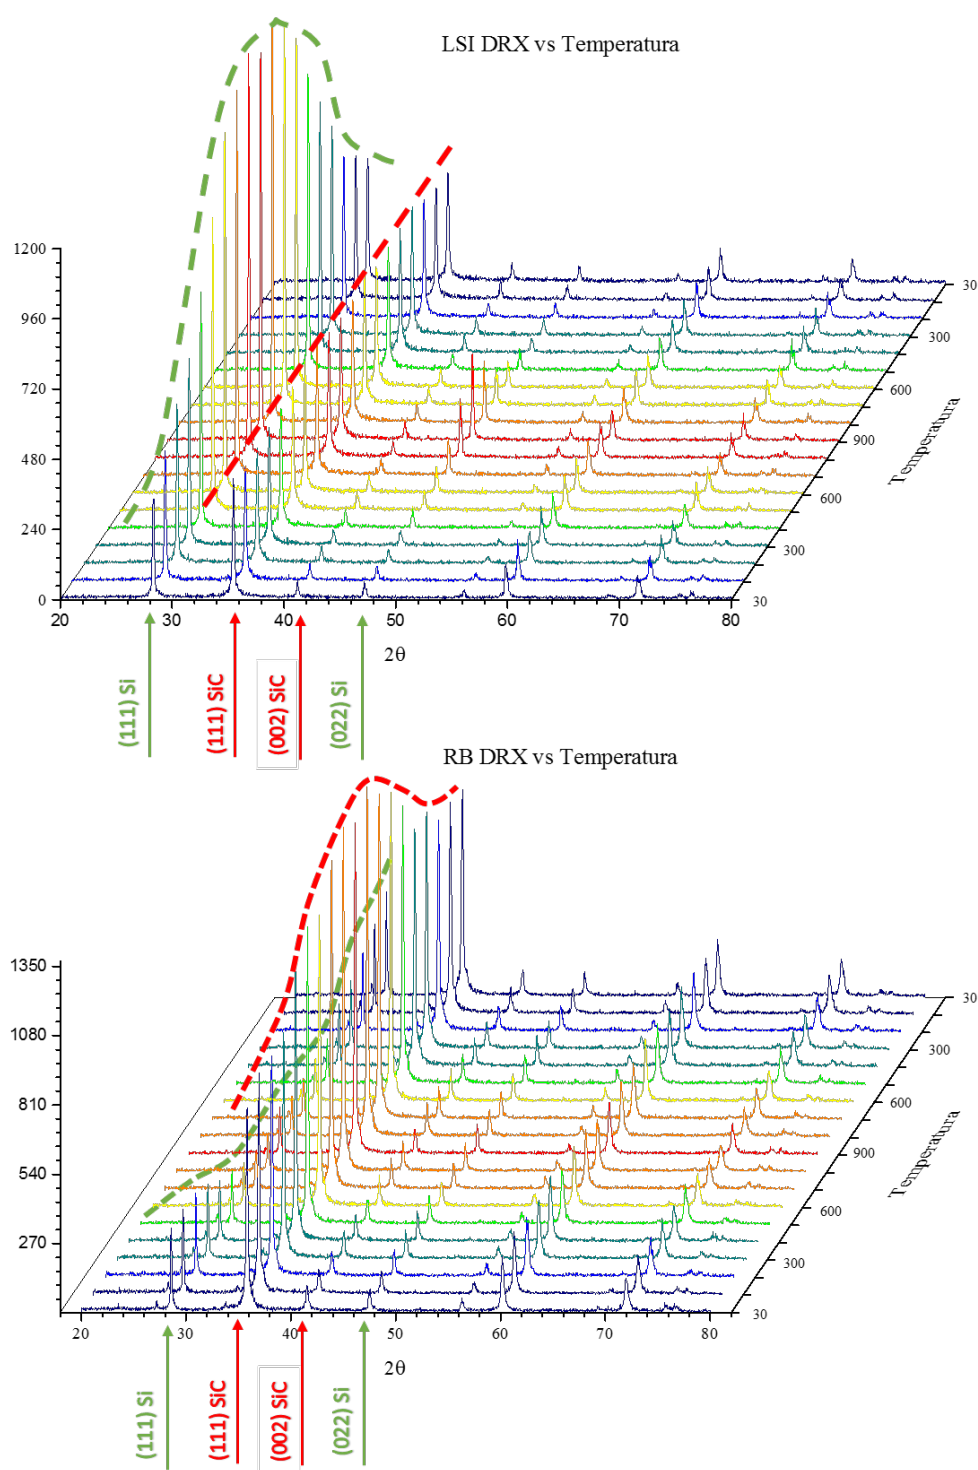 LSI DRX vs Temperatura
1200
960
720
480
240
0
30
300
600
900
600
300
30
Temperatura
20
30
40
50
60
70
80
2θ
(111) Si
(111) SiC
(002) SiC
(022) Si
RB DRX vs Temperatura
1350
1080
810
540
270
30
300
600
900
600
300
30
Temperatura
20
30
40
50
60
70
80
2θ
(111) Si
(111) SiC
(002) SiC
(022) Si